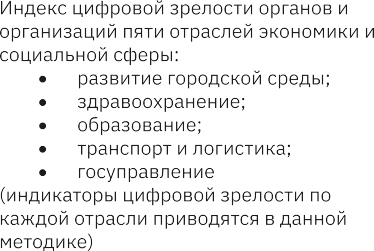 Индекс цифровой зрелости органов и
организаций пяти отраслей экономики и
социальной сферы:
• развитие городской среды;
• здравоохранение;
• образование;
• транспорт и логистика;
• госуправление
(индикаторы цифровой зрелости по
каждой отрасли приводятся в данной
методике)